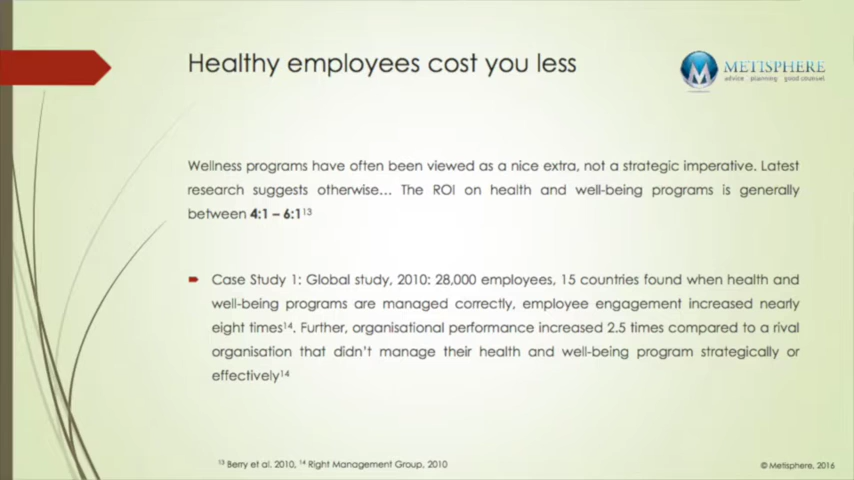 Healthy employees cost you less
METISPHERE
advice planning good counsel
Wellness programs have often been viewed as a nice extra, not a strategic imperative. Latest
research suggests otherwise... The ROI on health and well-being programs is generally
between 4:1 – 6:1¹³
Case Study 1: Global study, 2010: 28,000 employees, 15 countries found when health and
well-being programs are managed correctly, employee engagement increased nearly
eight times¹⁴. Further, organisational performance increased 2.5 times compared to a rival
organisation that didn't manage their health and well-being program strategically or
effectively¹⁴
¹³ Berry et al. 2010, ¹⁴ Right Management Group, 2010
© Metisphere, 2016